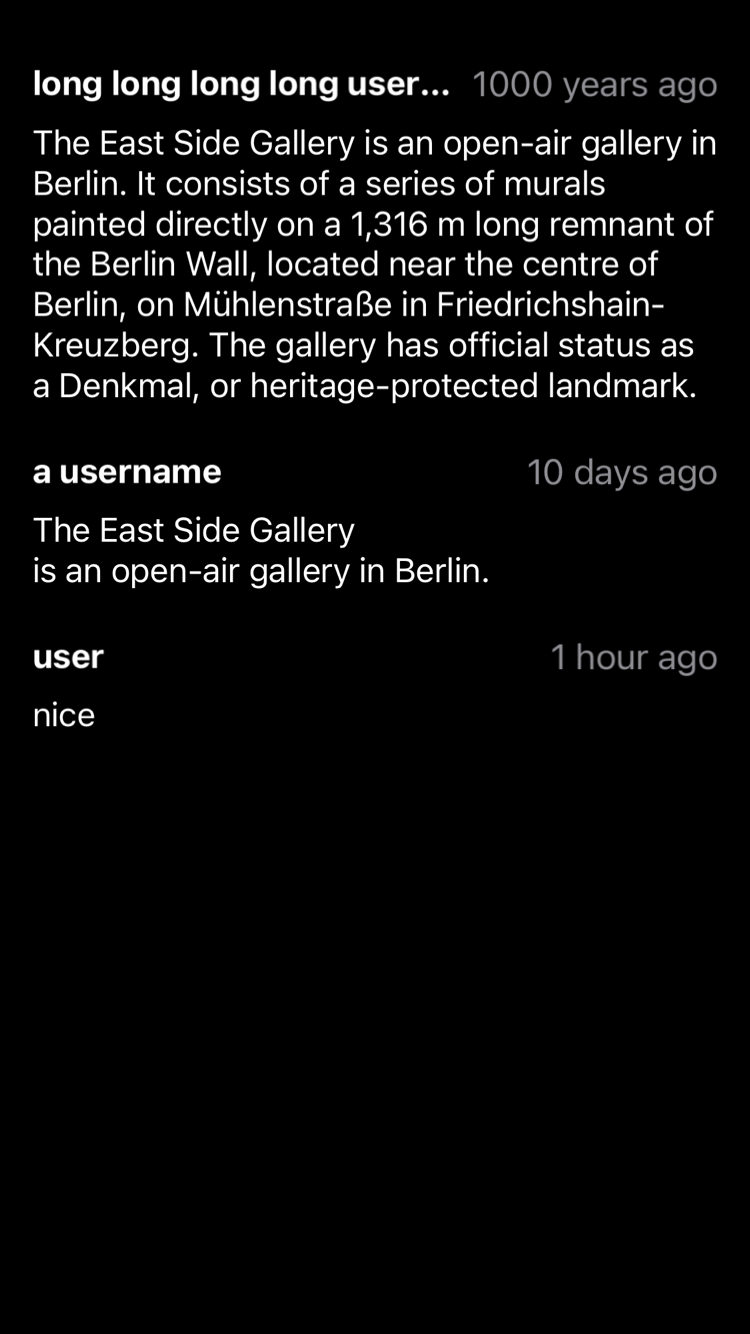 long long long long user... 1000 years ago
The East Side Gallery is an open-air gallery in
Berlin. It consists of a series of murals
painted directly on a 1,316 m long remnant of
the Berlin Wall, located near the centre of
Berlin, on Mühlenstraße in Friedrichshain-
Kreuzberg. The gallery has official status as
a Denkmal, or heritage-protected landmark.
a username 10 days ago
The East Side Gallery
is an open-air gallery in Berlin.
user 1 hour ago
nice